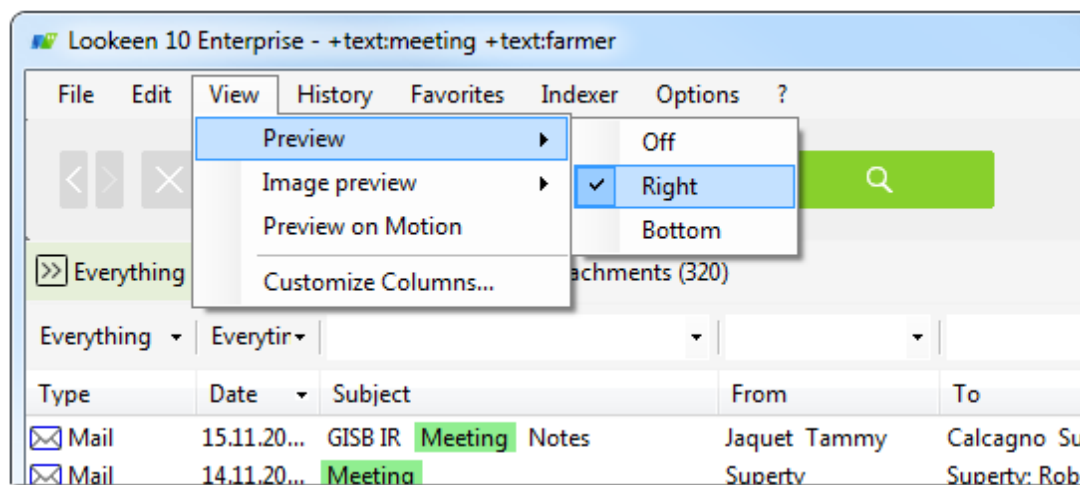 Lookeen 10 Enterprise - +text:meeting +text:farmer
File Edit View History Favorites Indexer Options ?
Preview
Off
Image preview
Right
Preview on Motion
Bottom
Everything
achments (320)
Customize Columns...
Everything Everytir
Type Date Subject From To
Mail 15.11.20... GISB IR Meeting Notes Jaquet Tammy Calcagno Su
Mail 14.11.20... Meeting Superty Superty; Rob